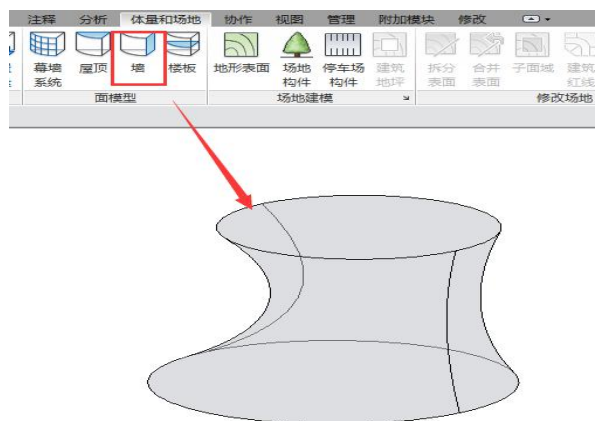 注释 分析 体量和场地 协作 视图 管理 附加模块 修改
幕墙 屋顶 墙 楼板 地形表面 场地 停车场 建筑 拆分 合并 子面域 建筑
系统 构件 构件 地坪 表面 表面 红线
面模型 场地建模 修改场地